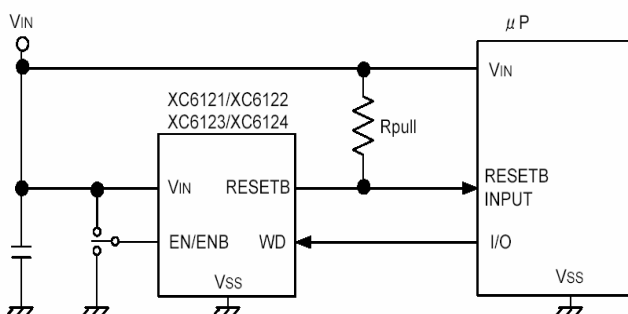 VIN
μP
VIN
XC6121/XC6122
XC6123/XC6124
Rpull
VIN
RESETB
RESETB
INPUT
EN/ENB
WD
I/O
VSS
VSS